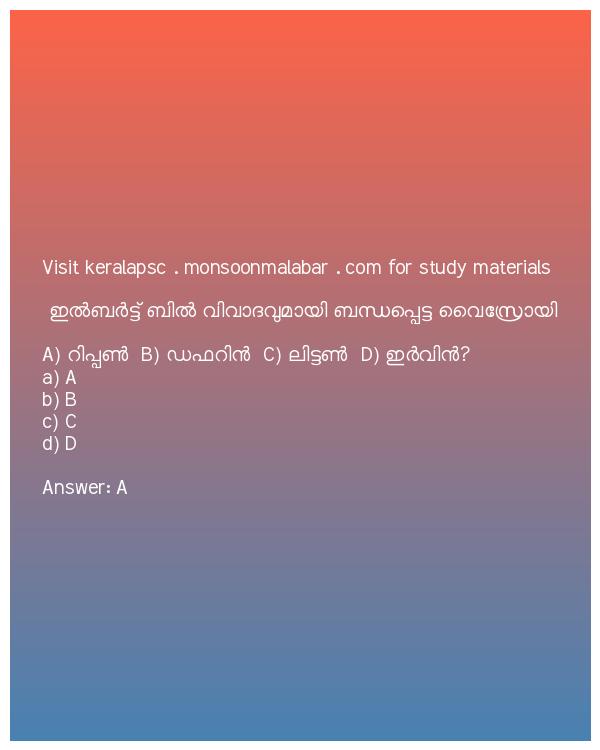 Visit keralapsc . monsoonmalabar . com for study materials
ഇൽബർട്ട് ബിൽ വിവാദവുമായി ബന്ധപ്പെട്ട വൈസ്രോയി
A) റിപ്പൺ B) ഡഫറിൻ C) ലിട്ടൺ D) ഇർവിൻ?
a) A
b) B
c) C
d) D
Answer: A